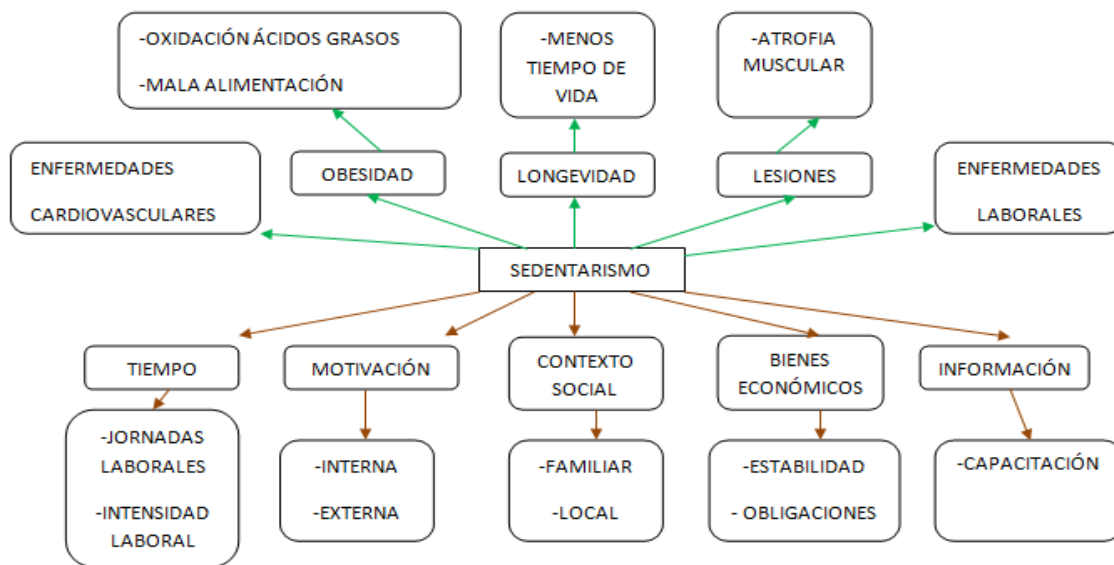 -OXIDACIÓN ÁCIDOS GRASOS
-MALA ALIMENTACIÓN
-MENOS
TIEMPO DE
VIDA
-ATROFIA
MUSCULAR
ENFERMEDADES
CARDIOVASCULARES
OBESIDAD
LONGEVIDAD
LESIONES
ENFERMEDADES
LABORALES
SEDENTARISMO
TIEMPO
MOTIVACIÓN
CONTEXTO
SOCIAL
BIENES
ECONÓMICOS
INFORMACIÓN
-JORNADAS
LABORALES
-INTENSIDAD
LABORAL
-INTERNA
-EXTERNA
-FAMILIAR
-LOCAL
-ESTABILIDAD
- OBLIGACIONES
-CAPACITACIÓN